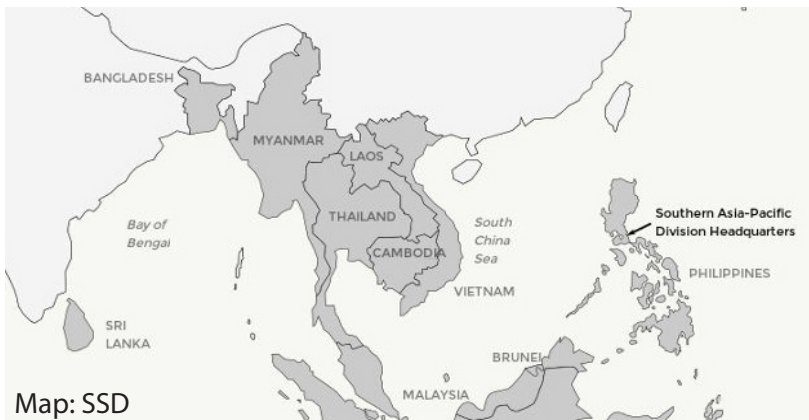 BANGLADESH
MYANMAR
LAOS
THAILAND
CAMBODIA
VIETNAM
Bay of
Bengal
South
China
Sea
Southern Asia-Pacific
Division Headquarters
PHILIPPINES
SRI
LANKA
BRUNEI
MALAYSIA
Map: SSD